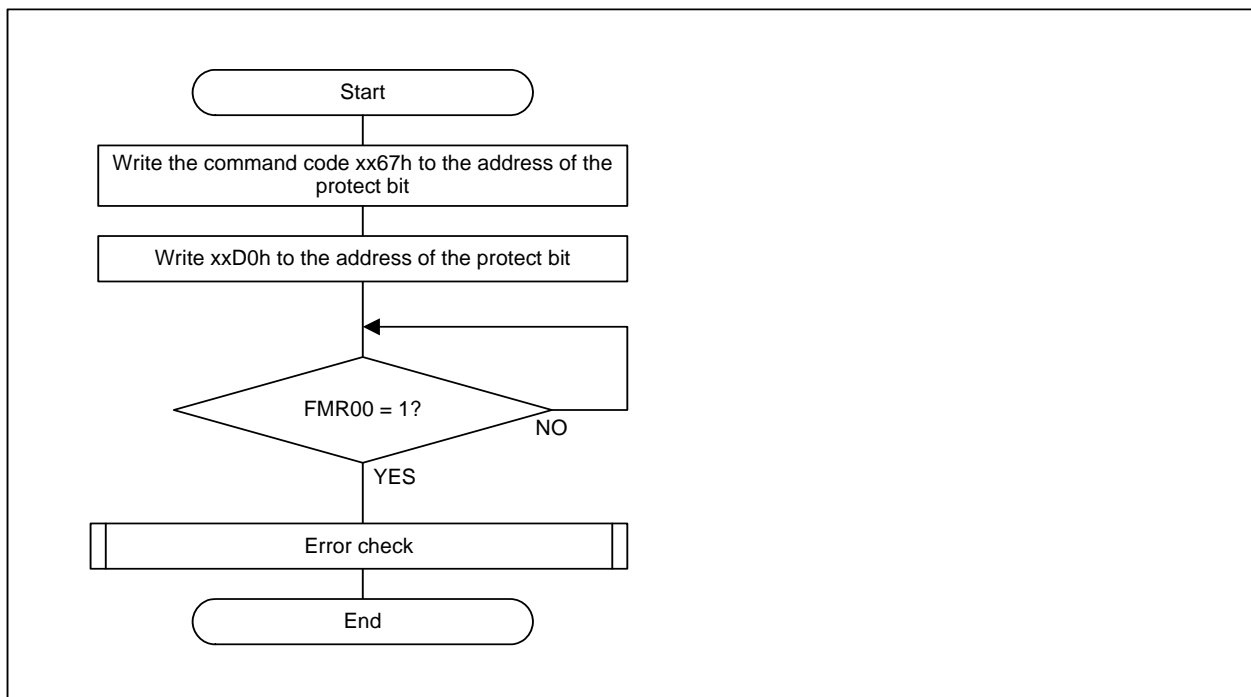 Start
Write the command code xx67h to the address of the
protect bit
Write xxD0h to the address of the protect bit
FMR00 = 1?
NO
YES
Error check
End